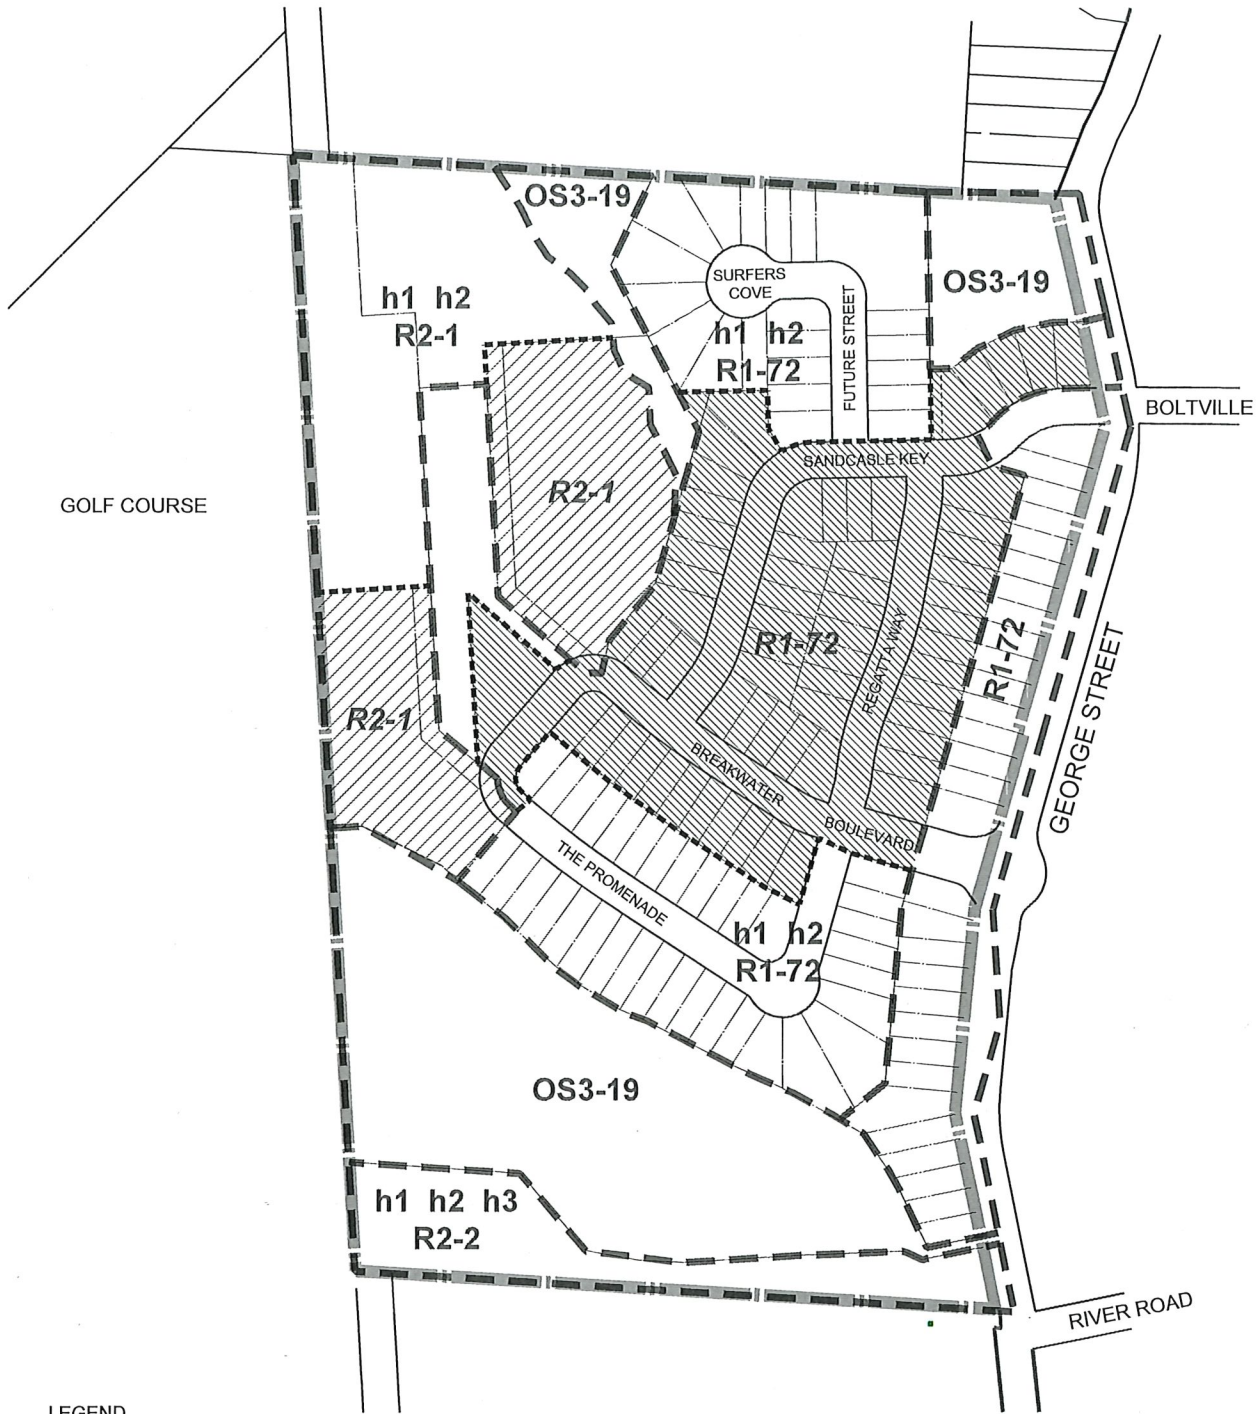 OS3-19
SURFERS
COVE
OS3-19
h1 h2
R2-1
h1 h2
R1-72
FUTURE STREET
BOLTVILLE
SANDCASLE KEY
GOLF COURSE
R2-1
R1-72
REGATTA WAY
R1-72
GEORGE STREET
R2-1
BREAKWATER
BOULEVARD
THE PROMENADE
h1 h2
R1-72
OS3-19
h1 h2 h3
R2-2
RIVER ROAD
LEGEND